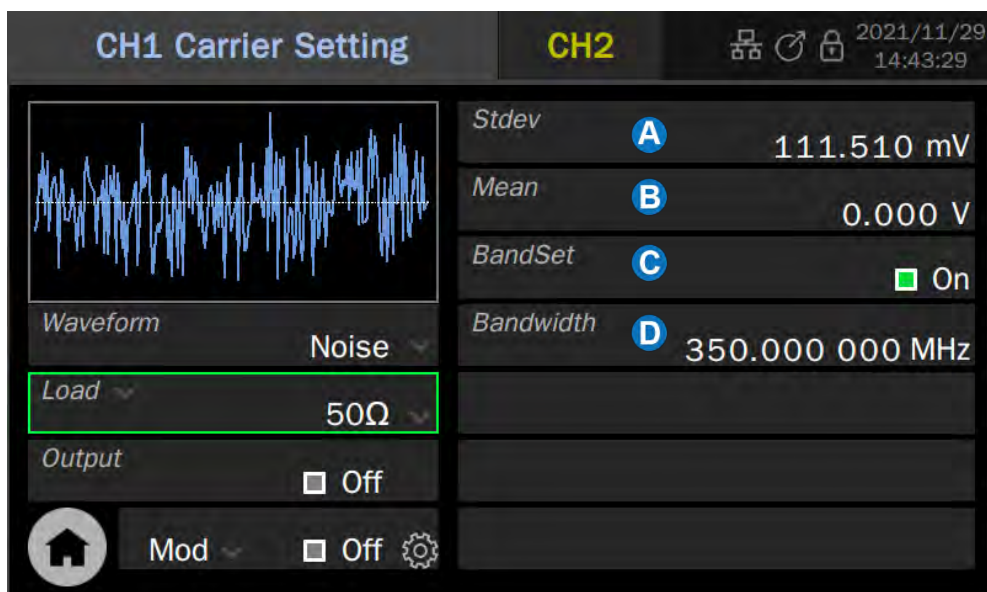 CH1 Carrier Setting
CH2
2021/11/29
14:43:29
Stdev
A
111.510 mV
Mean
B
0.000 V
BandSet
C
On
Waveform
Noise
Bandwidth
D
350.000 000 MHz
Load
50Ω
Output
Off
Mod
Off